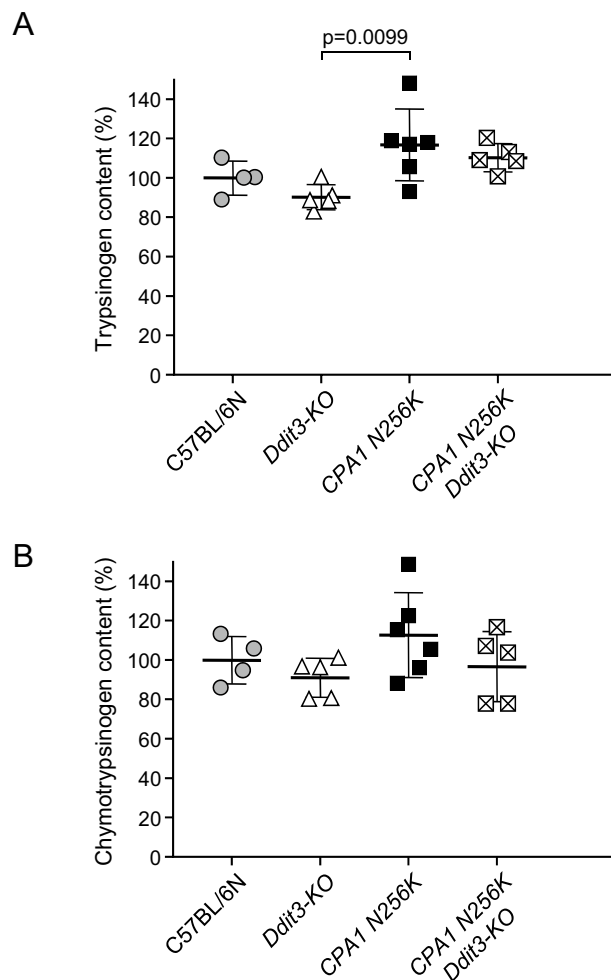 A
p=0.0099
Trypsinogen content (%)
140
120
100
80
60
40
20
0
C57BL/6N
Ddit3-KO
CPA1 N256K
CPA1 N256K
Ddit3-KO
B
Chymotrypsinogen content (%)
140
120
100
80
60
40
20
0
C57BL/6N
Ddit3-KO
CPA1 N256K
CPA1 N256K
Ddit3-KO